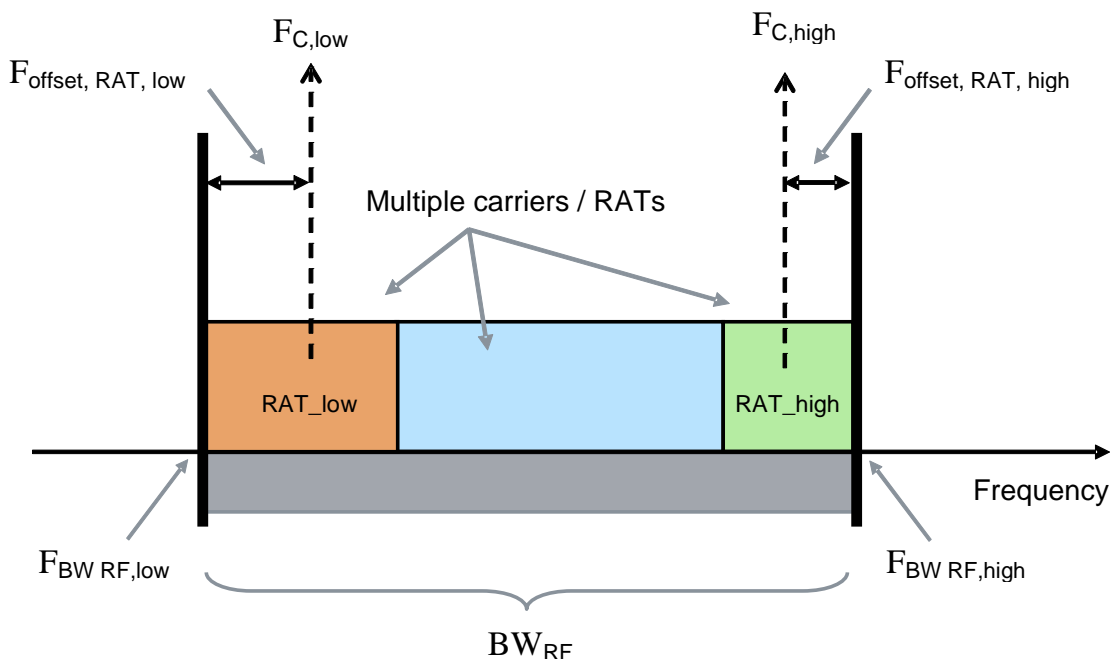 F_C,low
F_C,high
F_offset, RAT, low
F_offset, RAT, high
Multiple carriers / RATs
RAT_low
RAT_high
Frequency
F_BW RF,low
F_BW RF,high
BW_RF